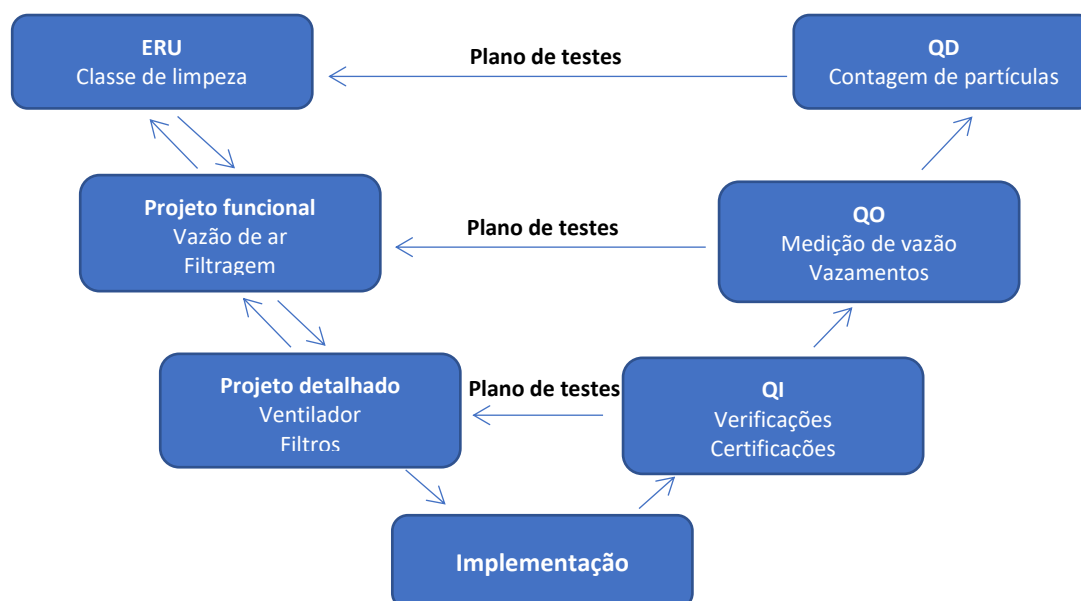 ERU
Classe de limpeza
Plano de testes
QD
Contagem de partículas
Projeto funcional
Vazão de ar
Filtragem
Plano de testes
QO
Medição de vazão
Vazamentos
Projeto detalhado
Ventilador
Filtros
Plano de testes
QI
Verificações
Certificações
Implementação